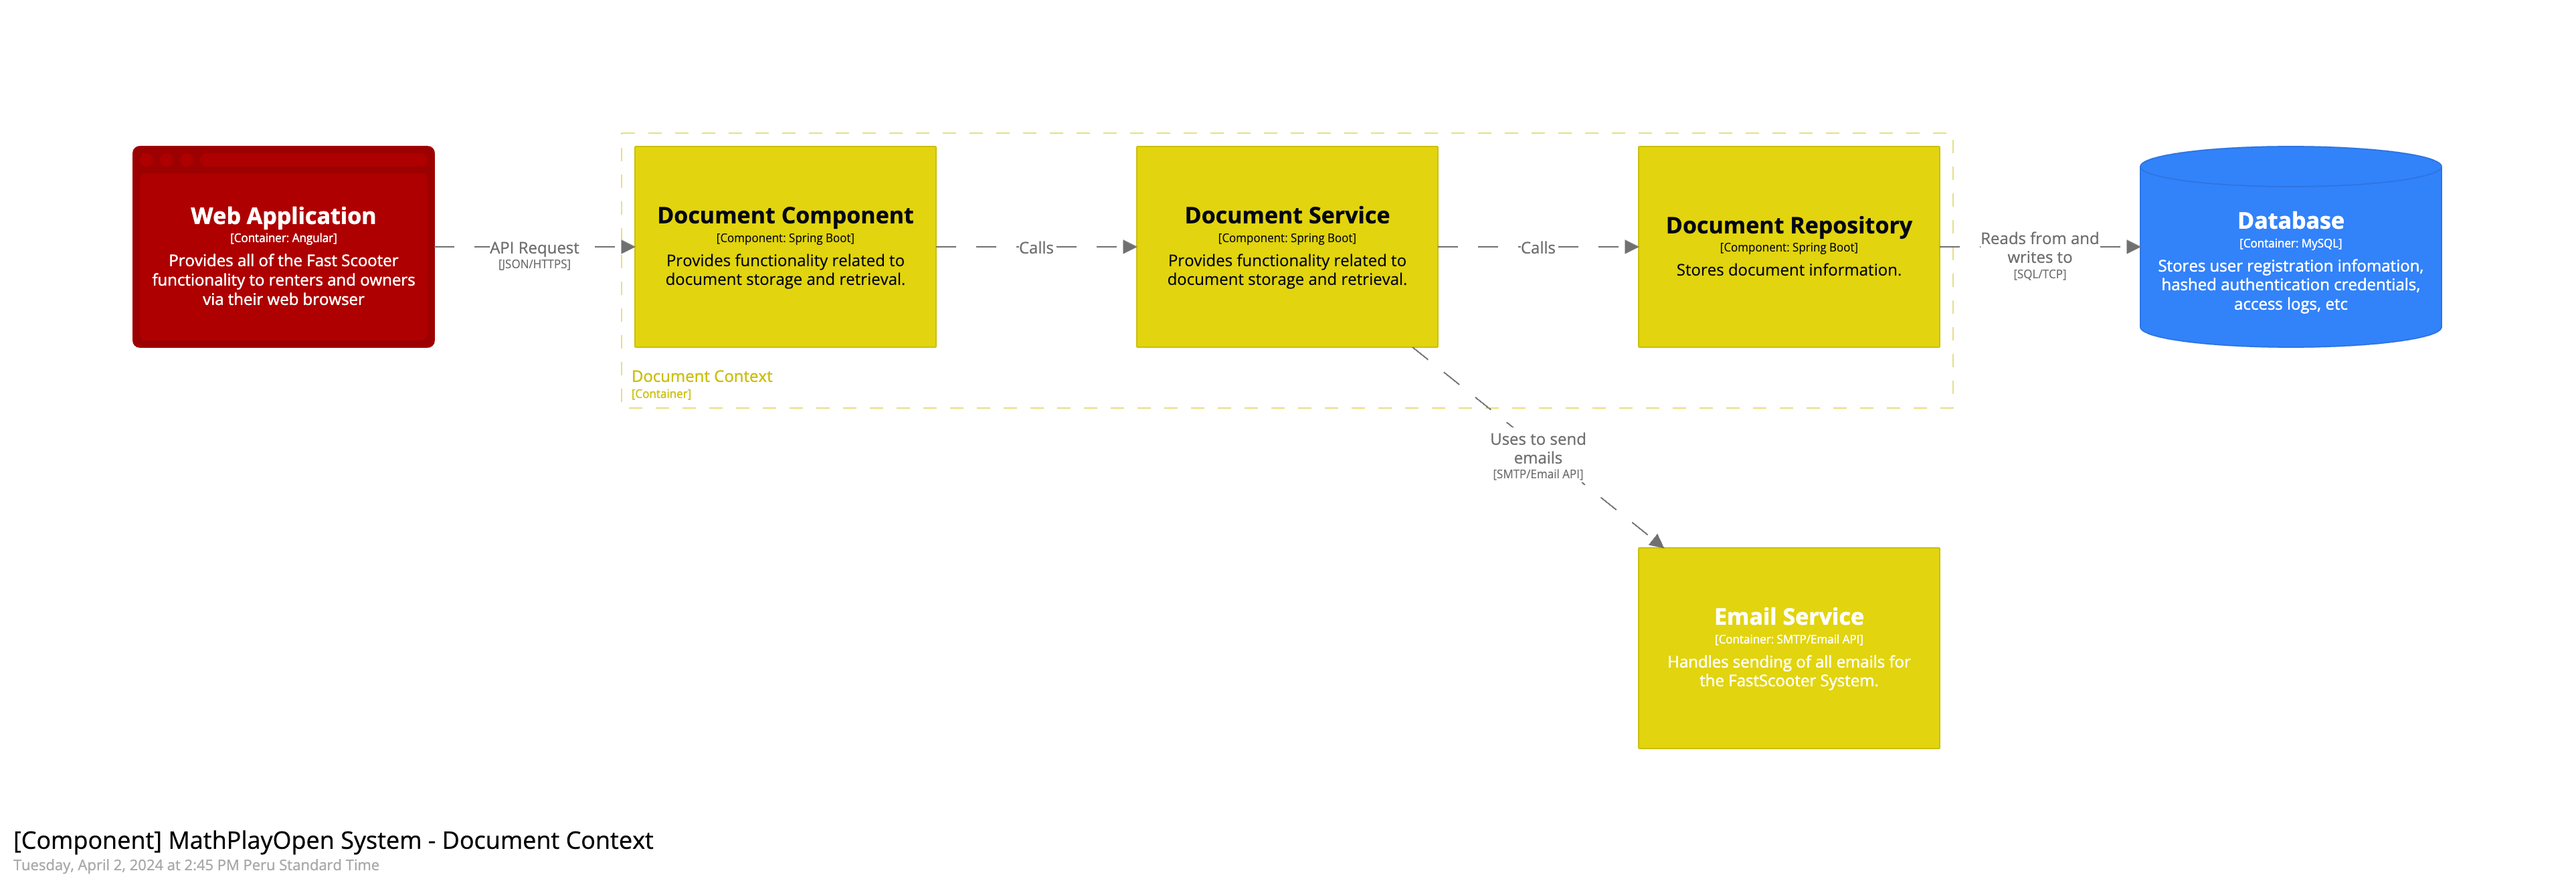 Web Application
[Container: Angular]
Provides all of the Fast Scooter
functionality to renters and owners
via their web browser
API Request
[JSON/HTTPS]
Document Component
[Component: Spring Boot]
Provides functionality related to
document storage and retrieval.
Calls
Document Service
[Component: Spring Boot]
Provides functionality related to
document storage and retrieval.
Calls
Document Repository
[Component: Spring Boot]
Stores document information.
Reads from and
writes to
[SQL/TCP]
Database
[Container: MySQL]
Stores user registration infomation,
hashed authentication credentials,
access logs, etc
Document Context
[Container]
Uses to send
emails
[SMTP/Email API]
Email Service
[Container: SMTP/Email API]
Handles sending of all emails for
the FastScooter System.
[Component] MathPlayOpen System - Document Context
Tuesday, April 2, 2024 at 2:45 PM Peru Standard Time